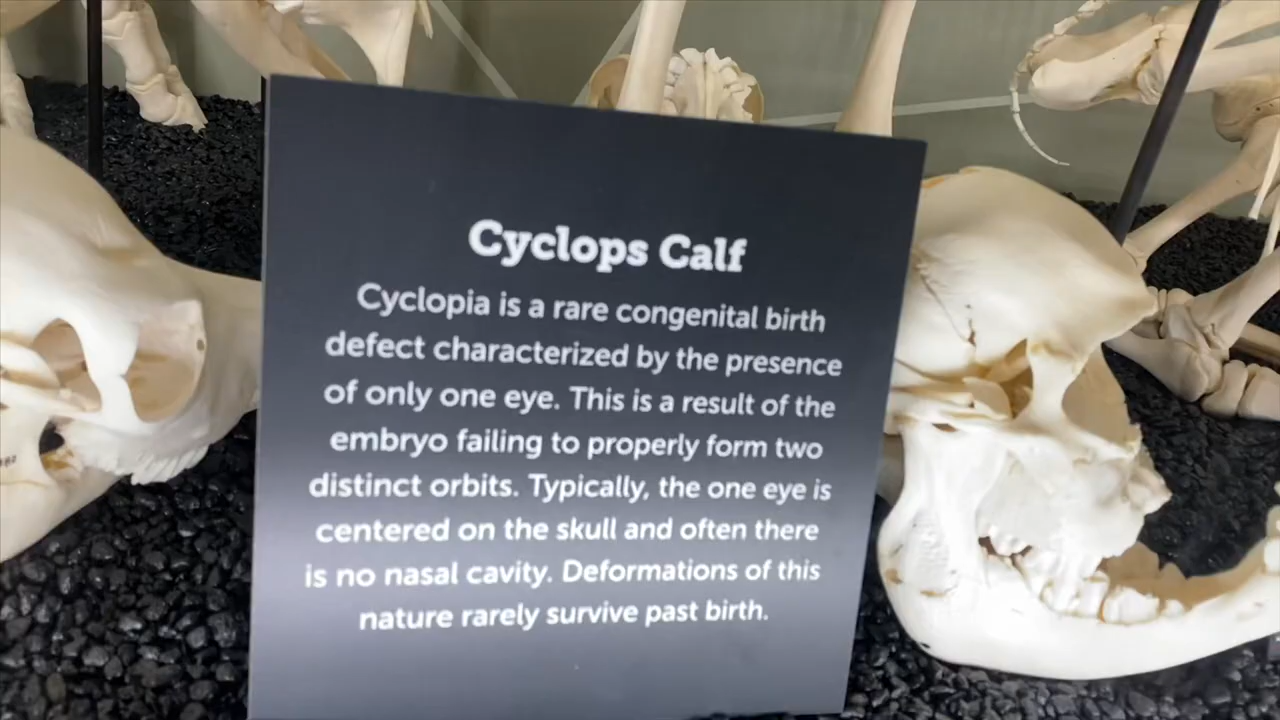 Cyclops Calf
Cyclopia is a rare congenital birth
defect characterized by the presence
of only one eye. This is a result of the
embryo failing to properly form two
distinct orbits. Typically, the one eye is
centered on the skull and often there
is no nasal cavity. Deformations of this
nature rarely survive past birth.